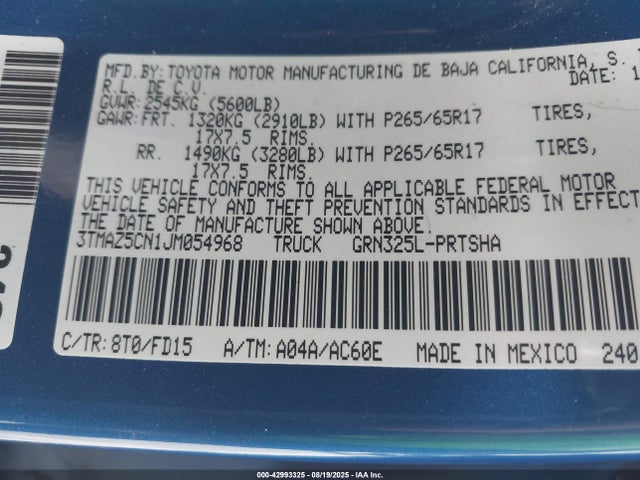 MFD.BY:TOYOTA MOTOR MANUFACTURING DE BAJA CALIFORNIA, S.
R.L. DE C.V. DATE: 1
GVWR:2545KG (5600LB)
GAWR:FRT. 1320KG (2910LB) WITH P265/65R17 TIRES,
17X7.5 RIMS.
RR. 1490KG (3280LB) WITH P265/65R17 TIRES,
17X7.5 RIMS.
THIS VEHICLE CONFORMS TO ALL APPLICABLE FEDERAL MOTOR
VEHICLE SAFETY AND THEFT PREVENTION STANDARDS IN EFFECT
THE DATE OF MANUFACTURE SHOWN ABOVE.
3TMAZ5CN1JM054968 TRUCK GRN325L-PRTSHA
C/TR:8T0/FD15 A/TM:A04A/AC60E MADE IN MEXICO 240
000-42993325 - 08/19/2025 - IAA Inc.